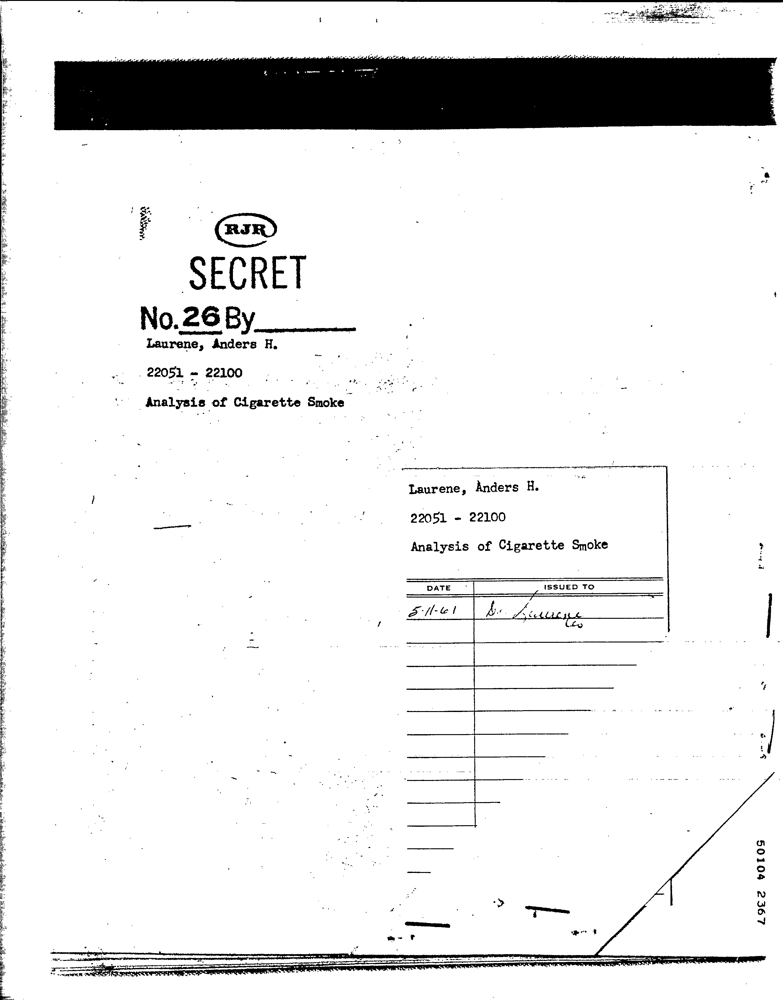 RJR
SECRET
No. 26 By
Laurene, Anders H.
22051 - 22100
Analysis of Cigarette Smoke
Laurene, Anders H.
22051 - 22100
Analysis of Cigarette Smoke
DATE ISSUED TO
5-11-61 Dr. Laurene
50104 2367